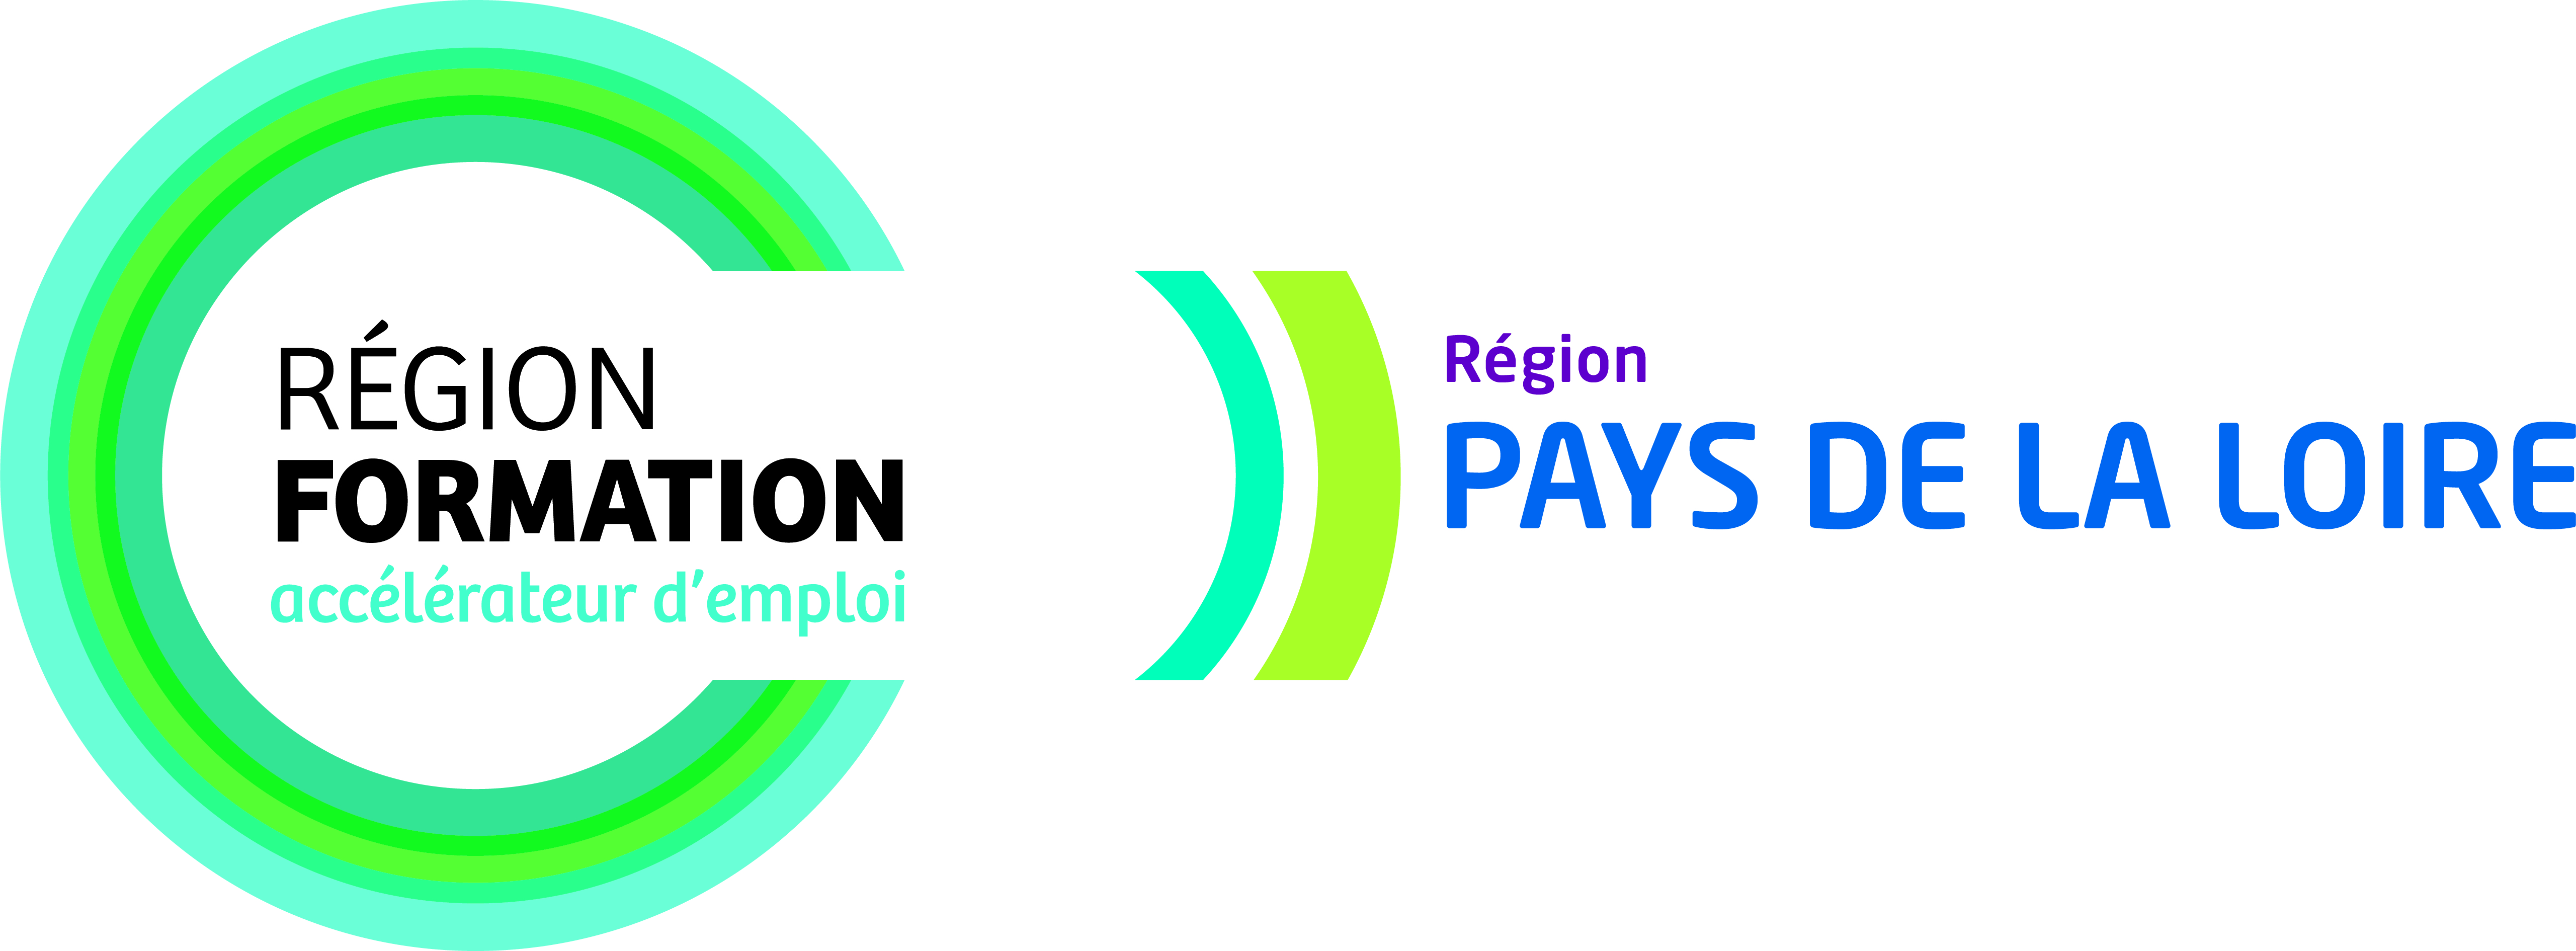 RÉGION
FORMATION
accélérateur d’emploi
Région
PAYS DE LA LOIRE